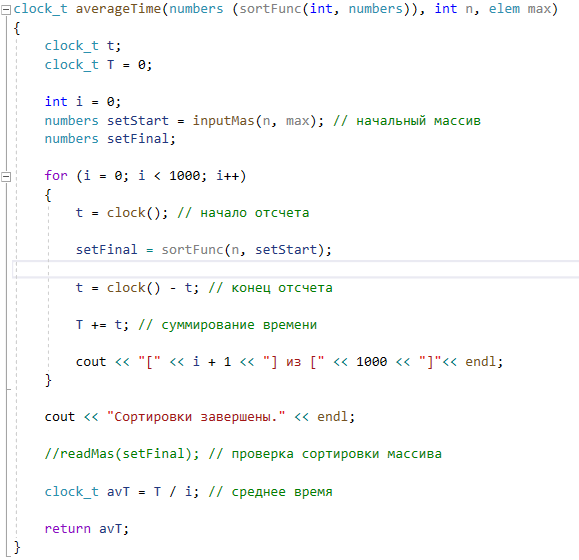 clock_t averageTime(numbers (sortFunc(int, numbers)), int n, elem max)
{
clock_t t;
clock_t T = 0;
int i = 0;
numbers setStart = inputMas(n, max); // начальный массив
numbers setFinal;
for (i = 0; i < 1000; i++)
{
t = clock(); // начало отсчета
setFinal = sortFunc(n, setStart);
t = clock() - t; // конец отсчета
T += t; // суммирование времени
cout << "[" << i + 1 << "] из [" << 1000 << "]"<< endl;
}
cout << "Сортировки завершены." << endl;
//readMas(setFinal); // проверка сортировки массива
clock_t avT = T / i; // среднее время
return avT;
}